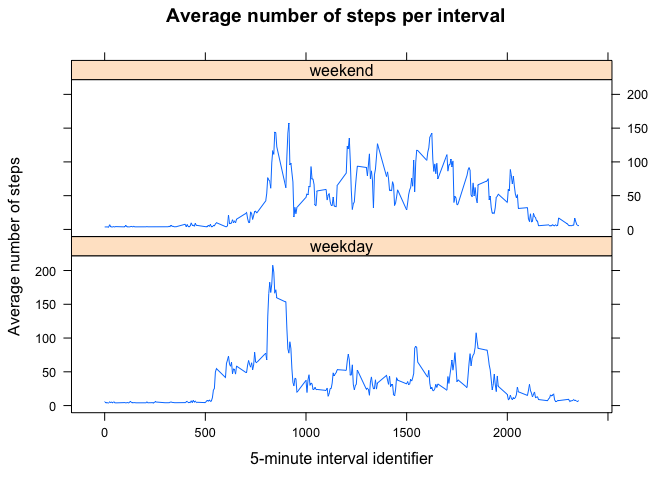 Average number of steps per interval
weekend
200
150
100
50
0
weekday
200
150
100
50
0
0 500 1000 1500 2000
5-minute interval identifier
Average number of steps